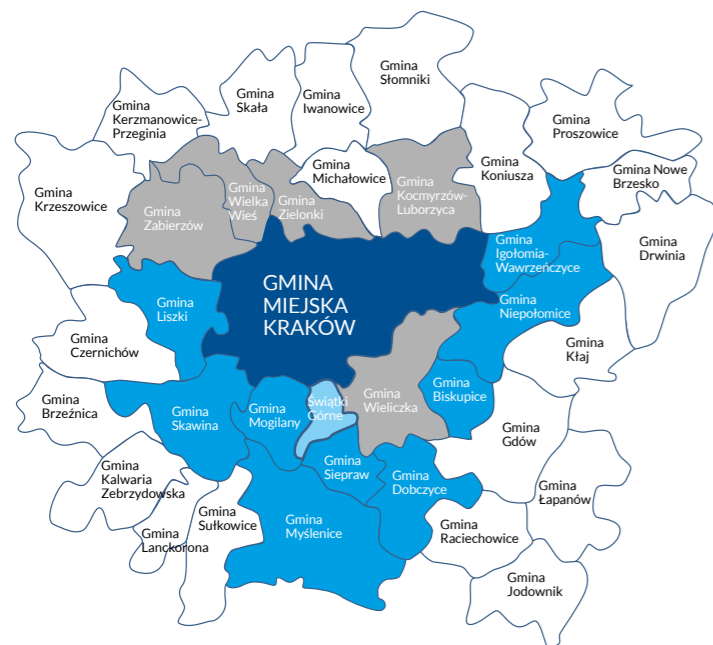 Gmina
Słomniki
Gmina
Skała
Gmina
Iwanowice
Gmina
Kerzmanowice-
Przeginia
Gmina
Proszowice
Gmina
Michałowice
Gmina
Koniusza
Gmina Nowe
Brzesko
Gmina
Krzeszowice
Gmina
Zabierzów
Gmina
Wielka
Wieś
Gmina
Zielonki
Gmina
Kocmyrzów-
Luborzyca
Gmina
Igołomia-
Wawrzeńczyce
Gmina
Drwinia
GMINA
MIEJSKA
KRAKÓW
Gmina
Liszki
Gmina
Niepołomice
Gmina
Czernichów
Gmina
Kłaj
Gmina
Brzeźnica
Gmina
Skawina
Gmina
Mogilany
Świątki
Górne
Gmina
Wieliczka
Gmina
Biskupice
Gmina
Gdów
Gmina
Kalwaria
Zebrzydowska
Gmina
Siepraw
Gmina
Dobczyce
Gmina
Łapanów
Gmina
Lanckorona
Gmina
Sułkowice
Gmina
Myślenice
Gmina
Raciechowice
Gmina
Jodownik